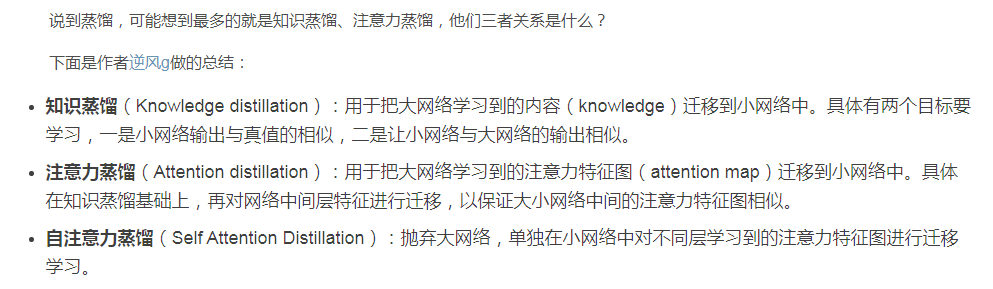 说到蒸馏，可能想到最多的就是知识蒸馏、注意力蒸馏，他们三者关系是什么？
下面是作者逆风g做的总结：
• 知识蒸馏（Knowledge distillation）：用于把大网络学习到的内容（knowledge）迁移到小网络中。具体有两个目标要
学习，一是小网络输出与真值的相似，二是让小网络与大网络的输出相似。
• 注意力蒸馏（Attention distillation）：用于把大网络学习到的注意力特征图（attention map）迁移到小网络中。具体
在知识蒸馏基础上，再对网络中间层特征进行迁移，以保证大小网络中间的注意力特征图相似。
• 自注意力蒸馏（Self Attention Distillation）：抛弃大网络，单独在小网络中对不同层学习到的注意力特征图进行迁移
学习。